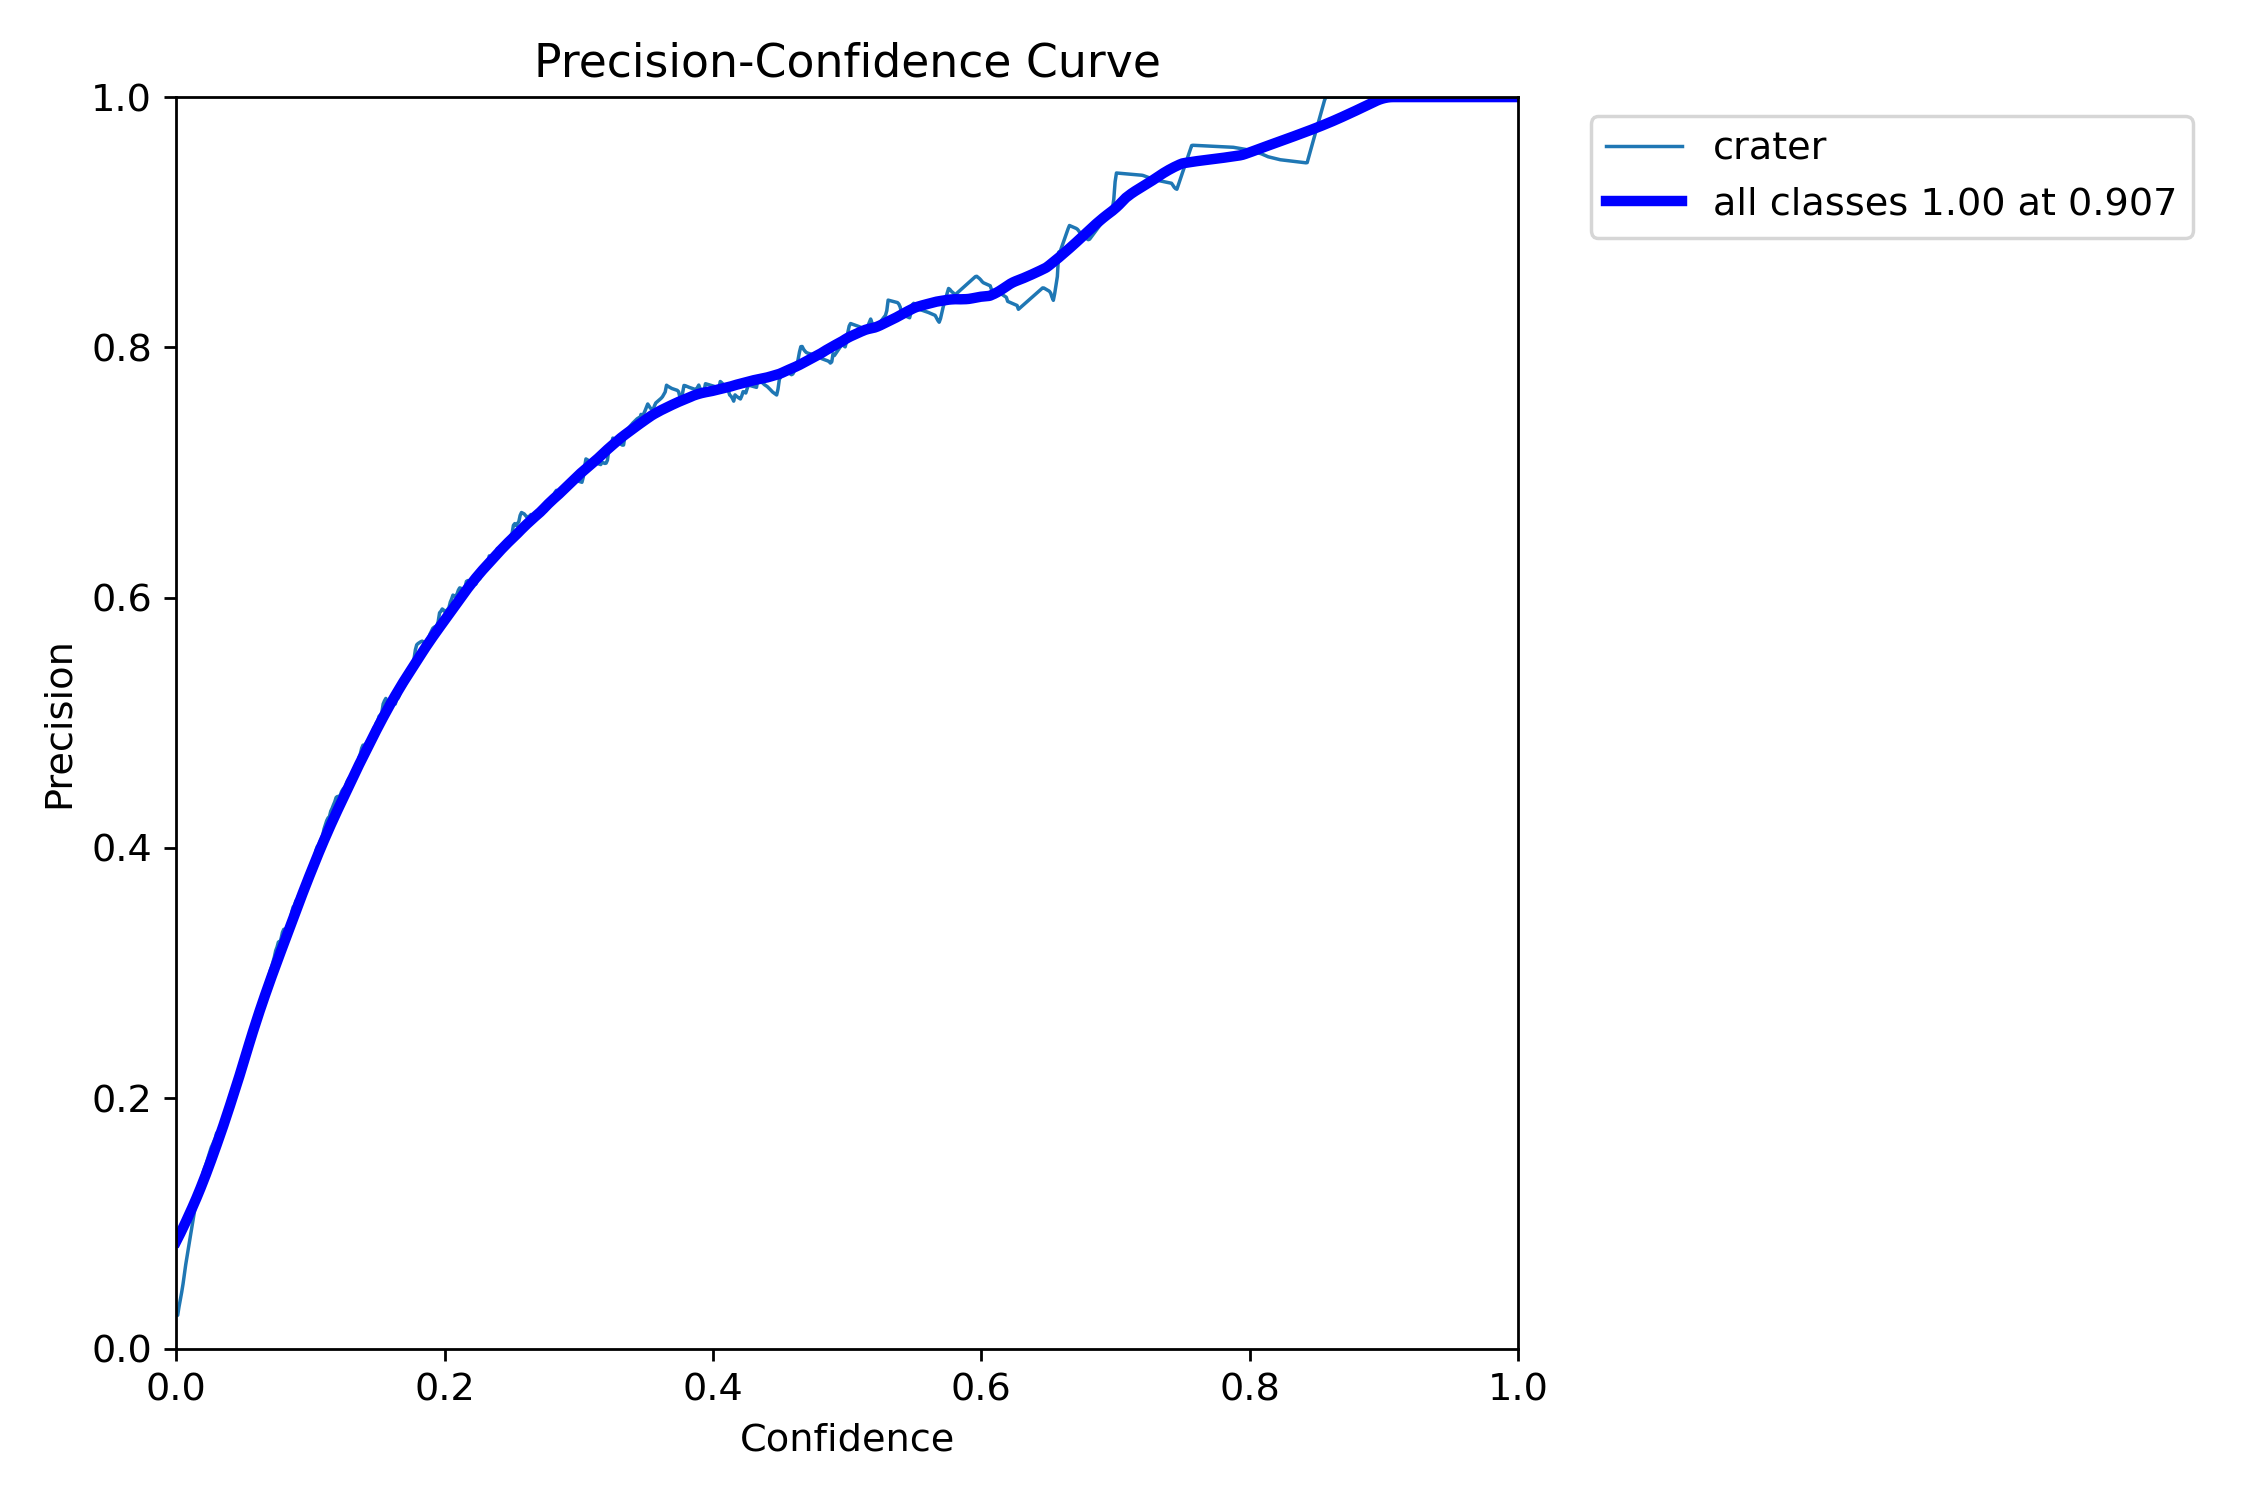 Precision-Confidence Curve
1.0
0.8
0.6
0.4
0.2
0.0
Precision
0.0 0.2 0.4 0.6 0.8 1.0
Confidence
crater
all classes 1.00 at 0.907